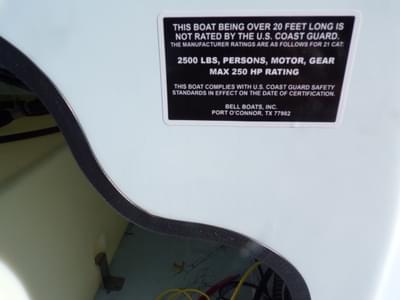 THIS BOAT BEING OVER 20 FEET LONG IS
NOT RATED BY THE U.S. COAST GUARD.
THE MANUFACTURER RATINGS ARE AS FOLLOWS FOR 21 CAT:
2500 LBS, PERSONS, MOTOR, GEAR
MAX 250 HP RATING
THIS BOAT COMPLIES WITH U.S. COAST GUARD SAFETY
STANDARDS IN EFFECT ON THE DATE OF CERTIFICATION.
BELL BOATS, INC.
PORT O'CONNOR, TX 77982